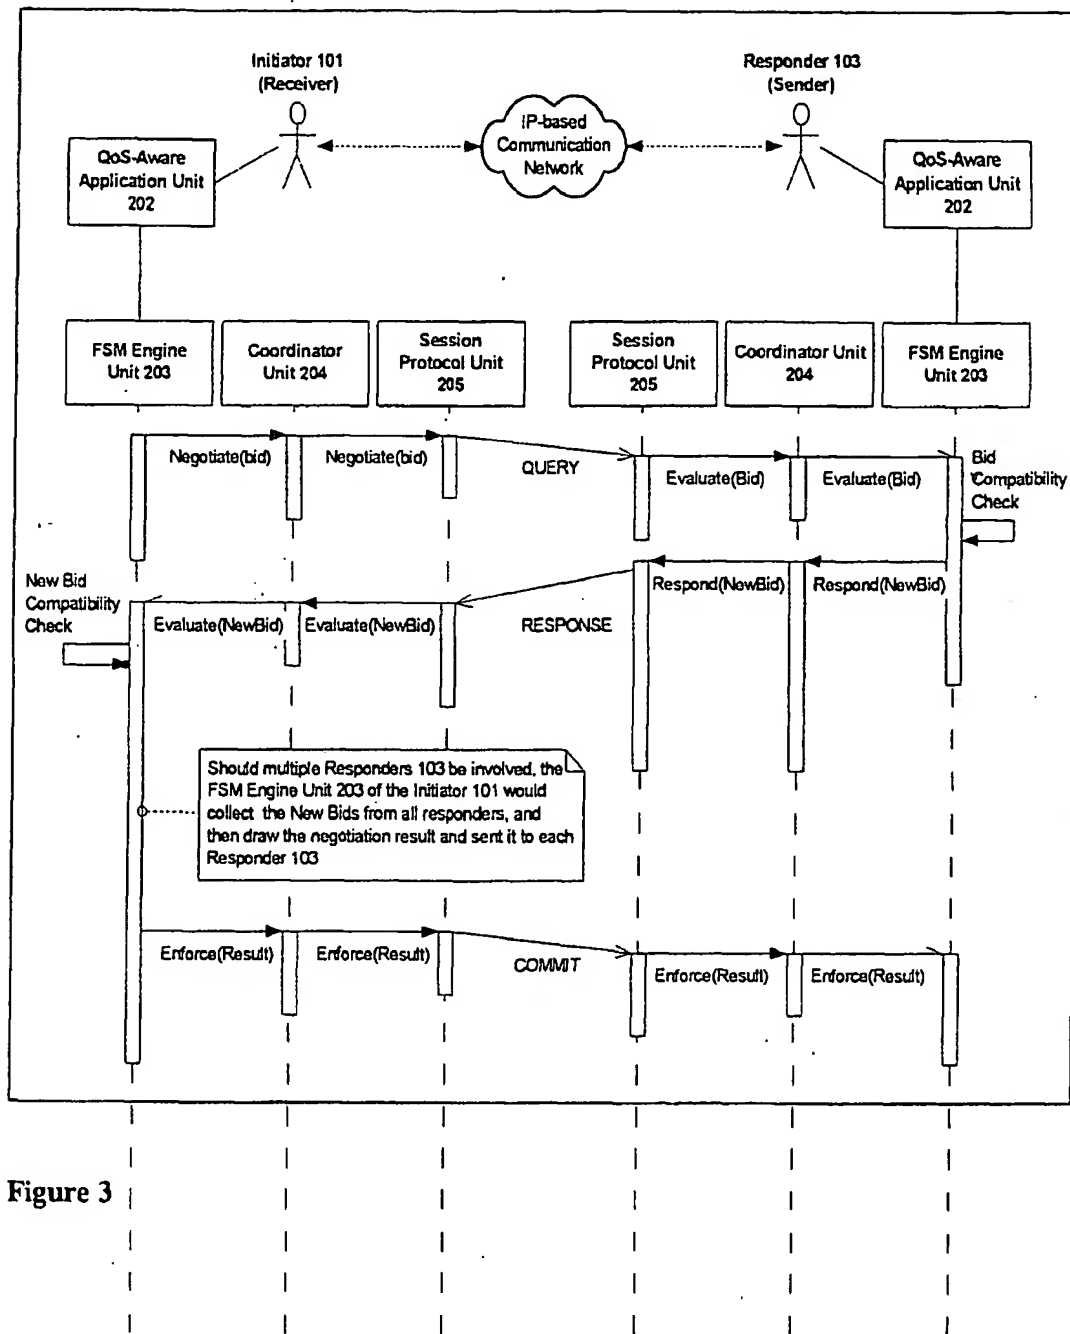 Initiator 101
(Receiver)
Responder 103
(Sender)
IP-based
Communication
Network
QoS-Aware
Application Unit
202
QoS-Aware
Application Unit
202
FSM Engine
Unit 203
Coordinator
Unit 204
Session
Protocol Unit
205
Session
Protocol Unit
205
Coordinator Unit
204
FSM Engine
Unit 203
Negotiate(bid)
Negotiate(bid)
QUERY
Evaluate(Bid)
Evaluate(Bid)
Bid
Compatibility
Check
New Bid
Compatibility
Check
Evaluate(NewBid)
Evaluate(NewBid)
RESPONSE
Respond(NewBid)
Respond(NewBid)
Should multiple Responders 103 be involved, the
FSM Engine Unit 203 of the Initiator 101 would
collect the New Bids from all responders, and
then draw the negotiation result and sent it to each
Responder 103
Enforce(Result)
Enforce(Result)
COMMIT
Enforce(Result)
Enforce(Result)
Figure 3